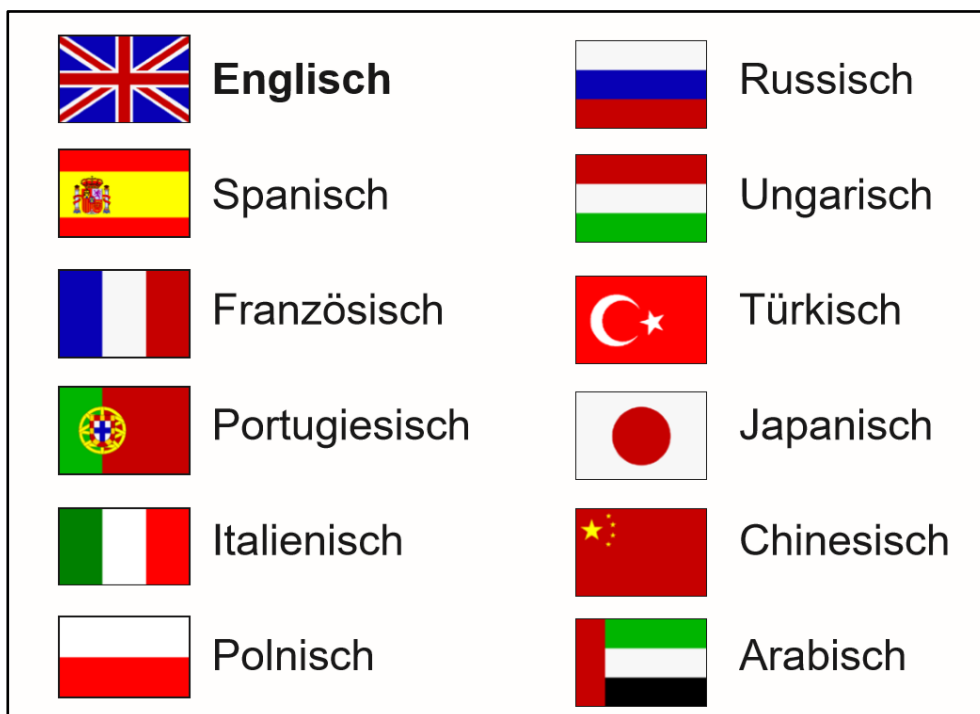 Englisch
Spanisch
Französisch
Portugiesisch
Italienisch
Polnisch
Russisch
Ungarisch
Türkisch
Japanisch
Chinesisch
Arabisch